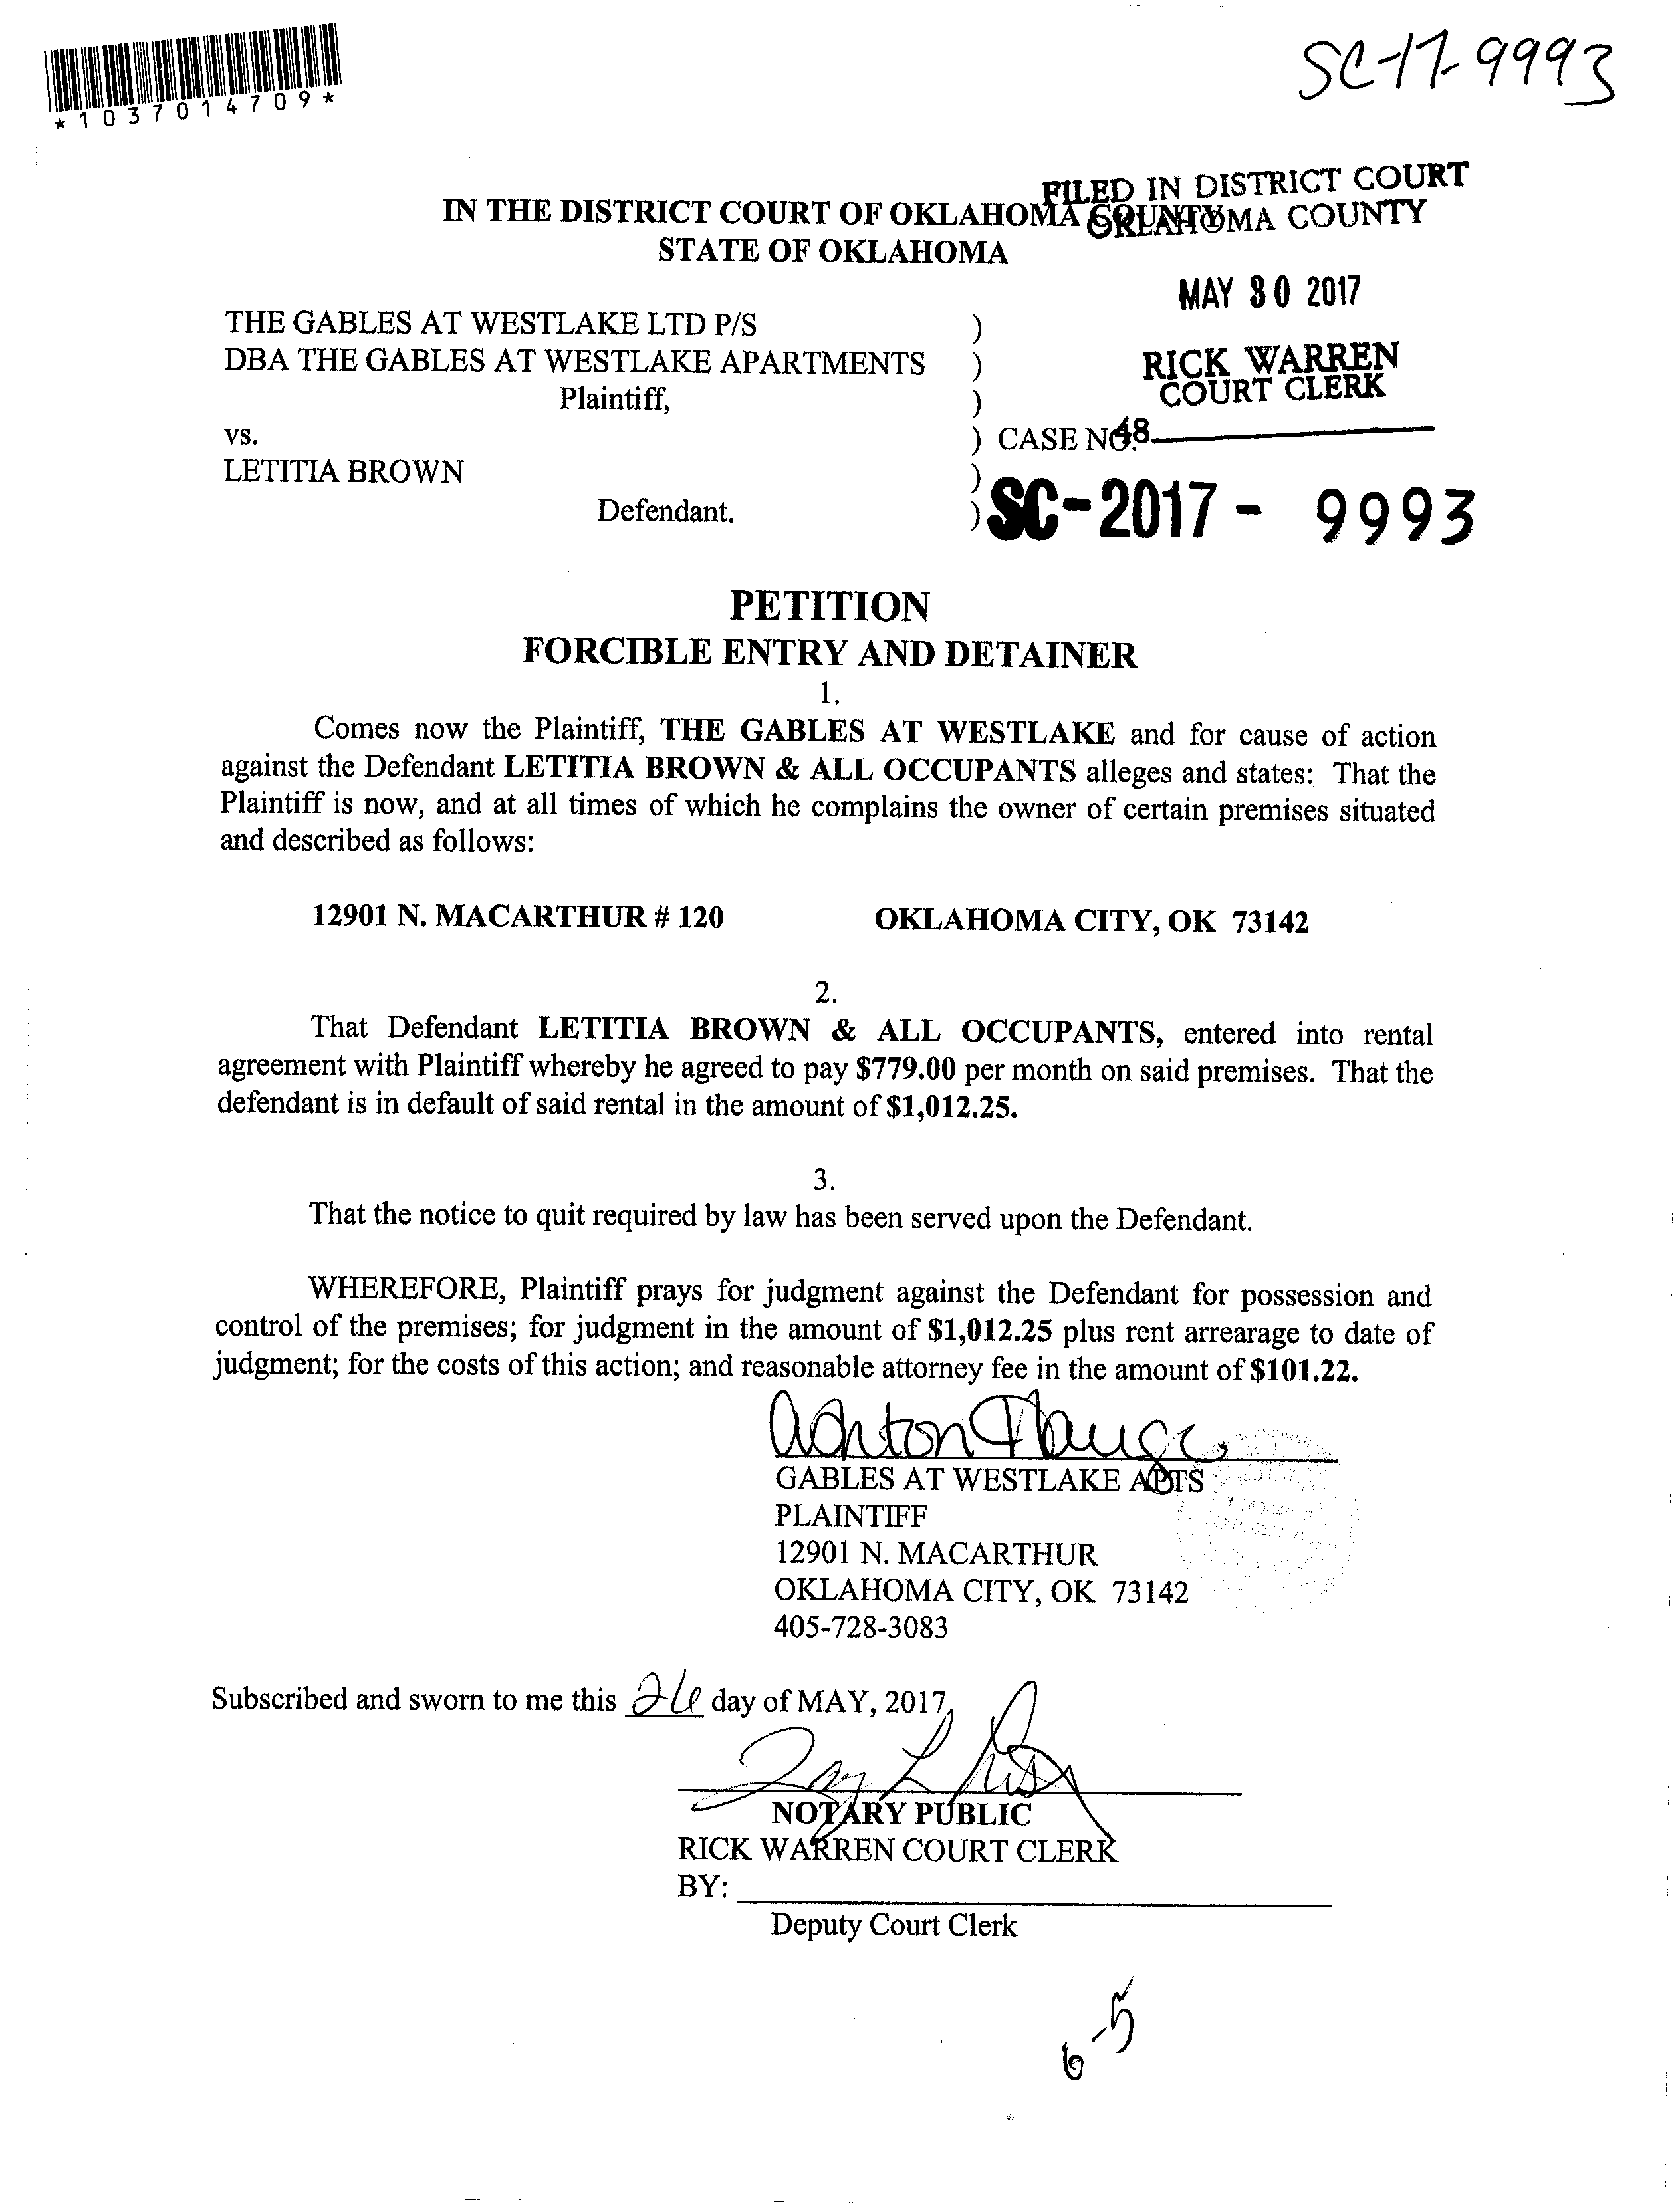 *1037014709*
SC-17-9993
FILED IN DISTRICT COURT
OKLAHOMA COUNTY
IN THE DISTRICT COURT OF OKLAHOMA COUNTY
STATE OF OKLAHOMA
MAY 30 2017
RICK WARREN
COURT CLERK
48
THE GABLES AT WESTLAKE LTD P/S )
DBA THE GABLES AT WESTLAKE APARTMENTS )
Plaintiff, )
vs. ) CASE NO.
LETITIA BROWN )
Defendant. ) SC-2017- 9993
PETITION
FORCIBLE ENTRY AND DETAINER
1.
Comes now the Plaintiff, THE GABLES AT WESTLAKE and for cause of action
against the Defendant LETITIA BROWN & ALL OCCUPANTS alleges and states: That the
Plaintiff is now, and at all times of which he complains the owner of certain premises situated
and described as follows:
12901 N. MACARTHUR # 120 OKLAHOMA CITY, OK 73142
2.
That Defendant LETITIA BROWN & ALL OCCUPANTS, entered into rental
agreement with Plaintiff whereby he agreed to pay $779.00 per month on said premises. That the
defendant is in default of said rental in the amount of $1,012.25.
3.
That the notice to quit required by law has been served upon the Defendant.
WHEREFORE, Plaintiff prays for judgment against the Defendant for possession and
control of the premises; for judgment in the amount of $1,012.25 plus rent arrearage to date of
judgment; for the costs of this action; and reasonable attorney fee in the amount of $101.22.
GABLES AT WESTLAKE APTS
PLAINTIFF
12901 N. MACARTHUR
OKLAHOMA CITY, OK 73142
405-728-3083
Subscribed and sworn to me this 26 day of MAY, 2017,
NOTARY PUBLIC
RICK WARREN COURT CLERK
BY:
Deputy Court Clerk
6-5